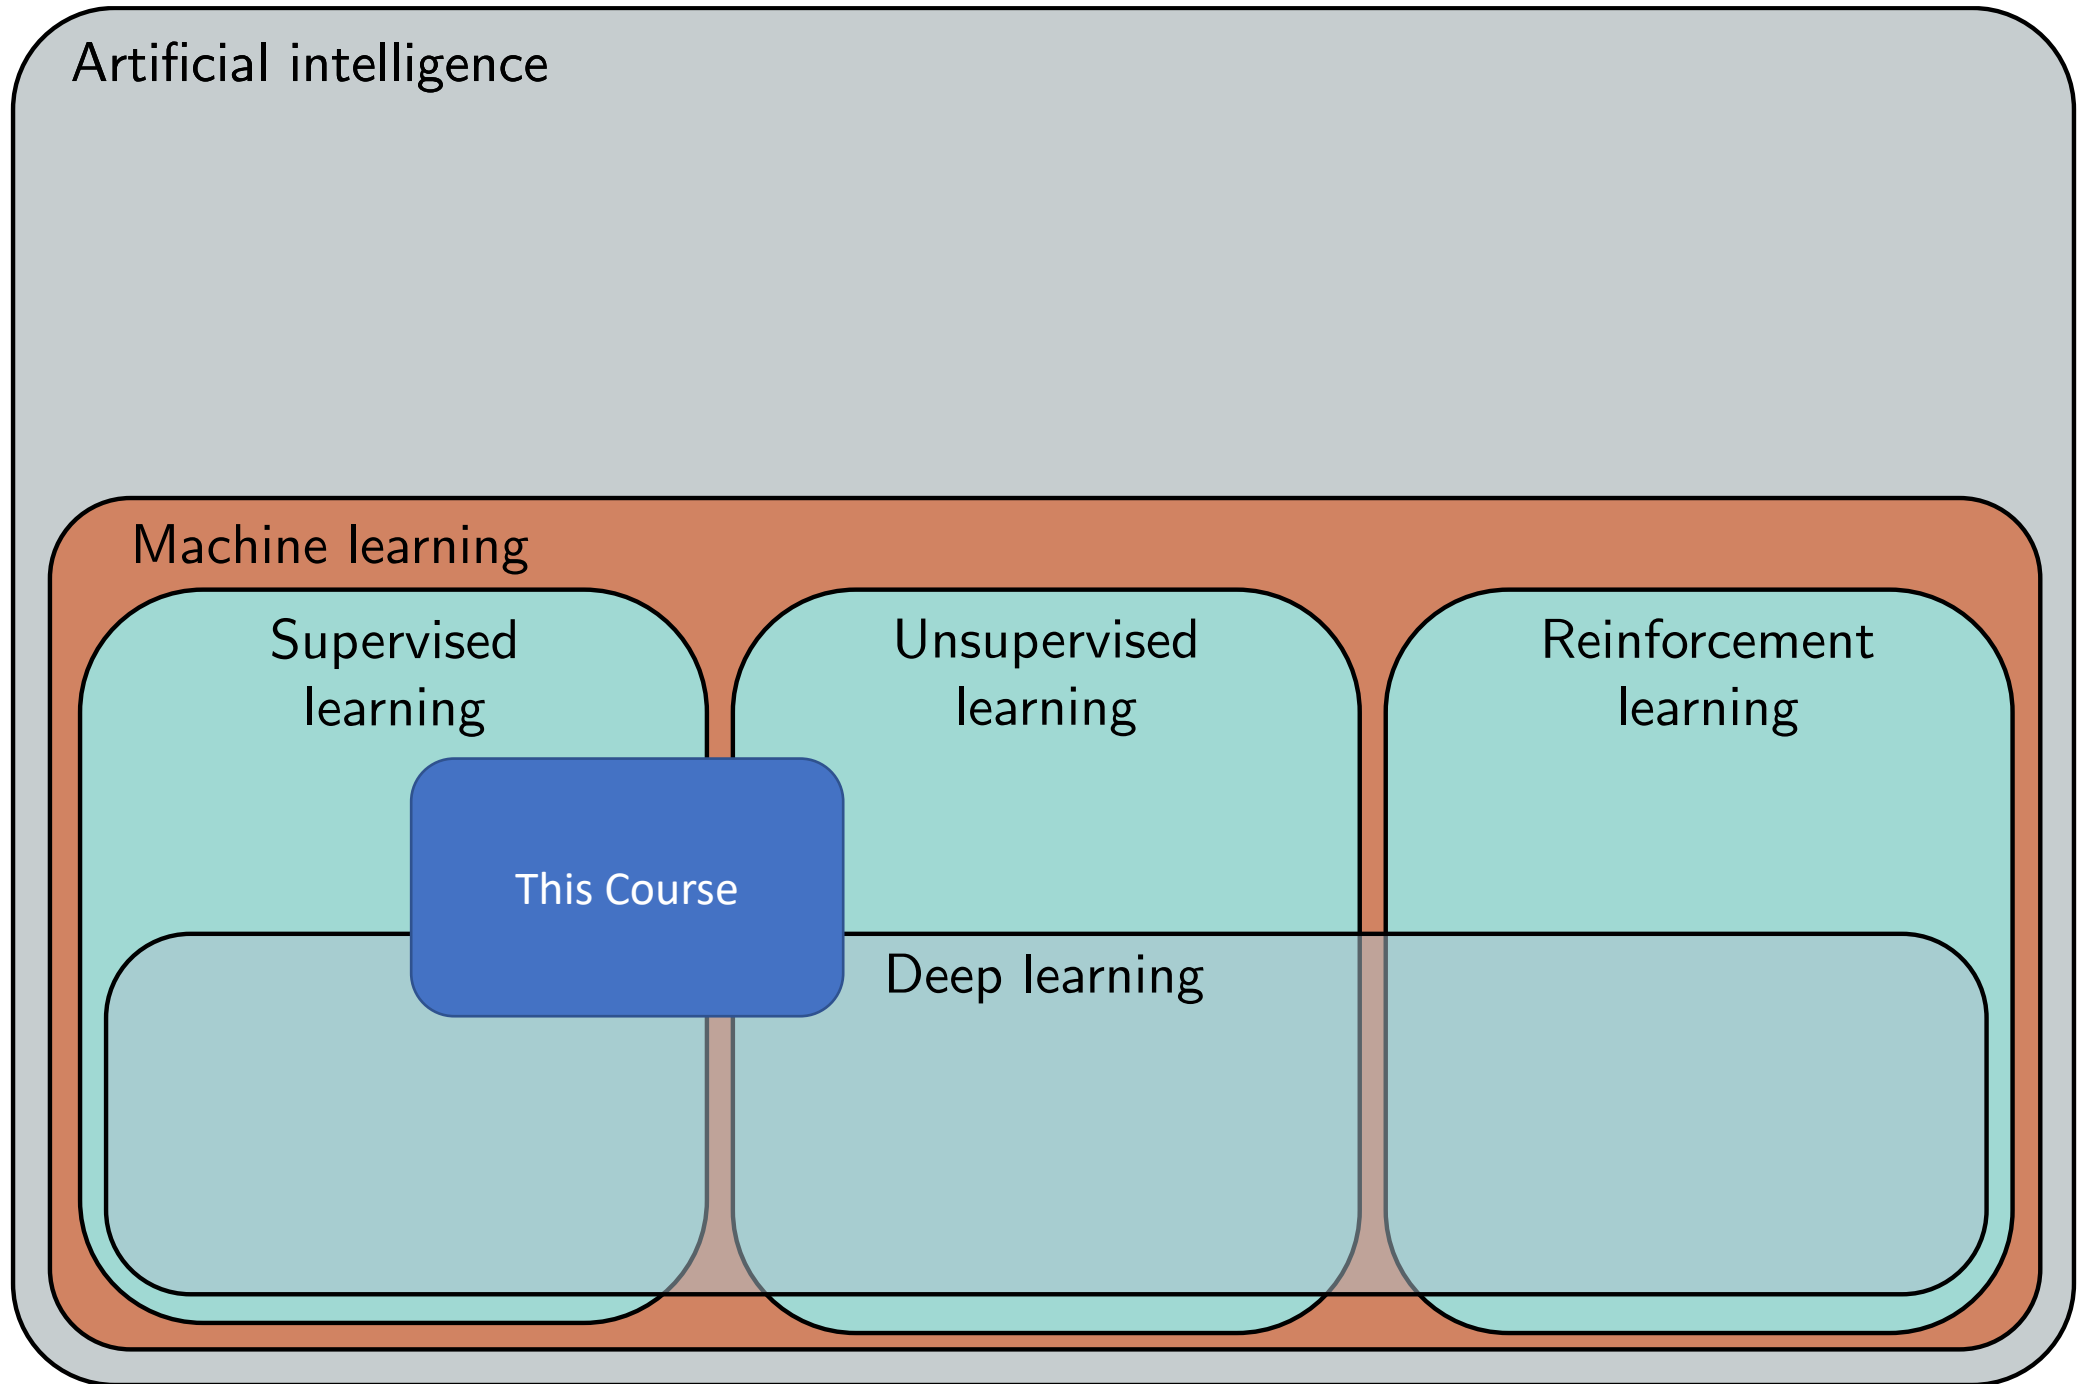 Artificial intelligence
Machine learning
Supervised
learning
Unsupervised
learning
Reinforcement
learning
This Course
Deep learning